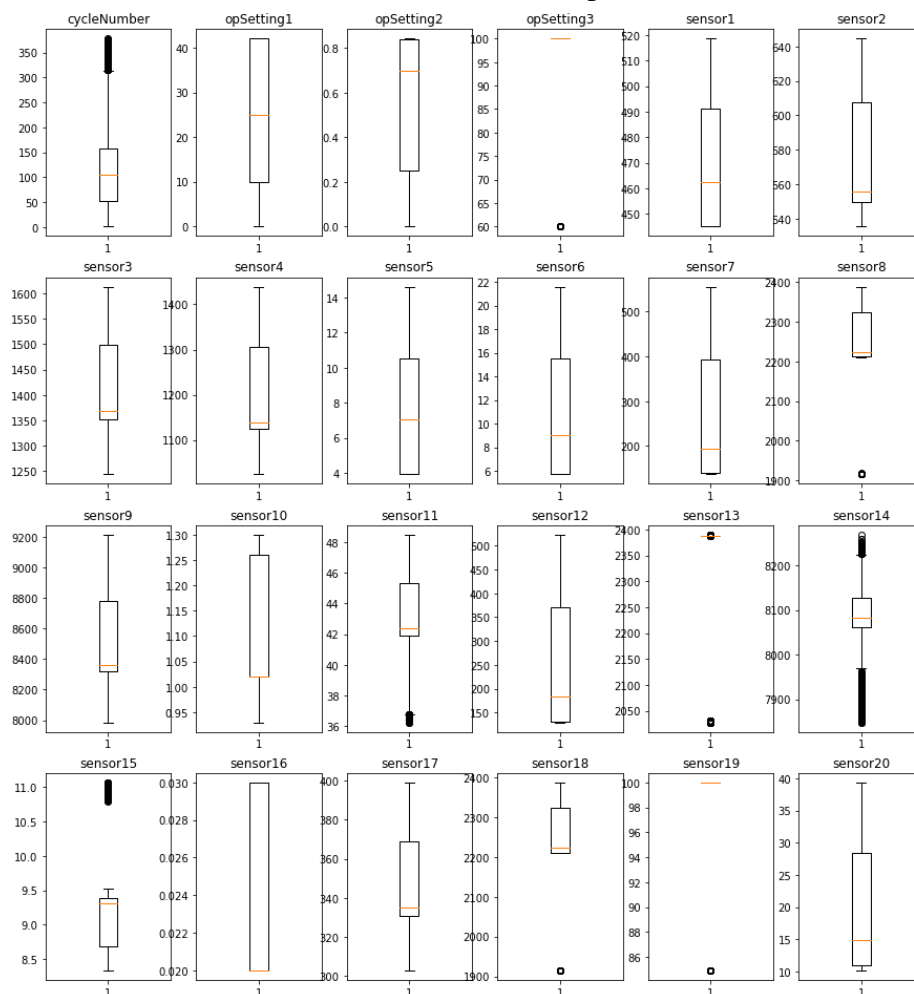 cycleNumber opSetting1 opSetting2 opSetting3 sensor1 sensor2
350 300 250 200 150 100 50 0
40 30 20 10 0
0.8 0.6 0.4 0.2 0.0
100 95 90 85 80 75 70 65 60
520 510 500 490 480 470 460 450
640 620 600 580 560 540
1 1 1 1 1 1
sensor3 sensor4 sensor5 sensor6 sensor7 sensor8
1600 1550 1500 1450 1400 1350 1300 1250
1400 1300 1200 1100
14 12 10 8 6 4
22 20 18 16 14 12 10 8 6
500 400 300 200
2400 2300 2200 2100 2000 1900
1 1 1 1 1 1
sensor9 sensor10 sensor11 sensor12 sensor13 sensor14
9200 9000 8800 8600 8400 8200 8000
1.30 1.25 1.20 1.15 1.10 1.05 1.00 0.95
48 46 44 42 40 38 36
500 450 400 350 300 250 200 150
2400 2350 2300 2250 2200 2150 2100 2050
8200 8100 8000 7900
1 1 1 1 1 1
sensor15 sensor16 sensor17 sensor18 sensor19 sensor20
11.0 10.5 10.0 9.5 9.0 8.5
0.030 0.028 0.026 0.024 0.022 0.020
400 380 360 340 320 300
2400 2300 2200 2100 2000 1900
100 98 96 94 92 90 88 86
40 35 30 25 20 15 10
1 1 1 1 1 1